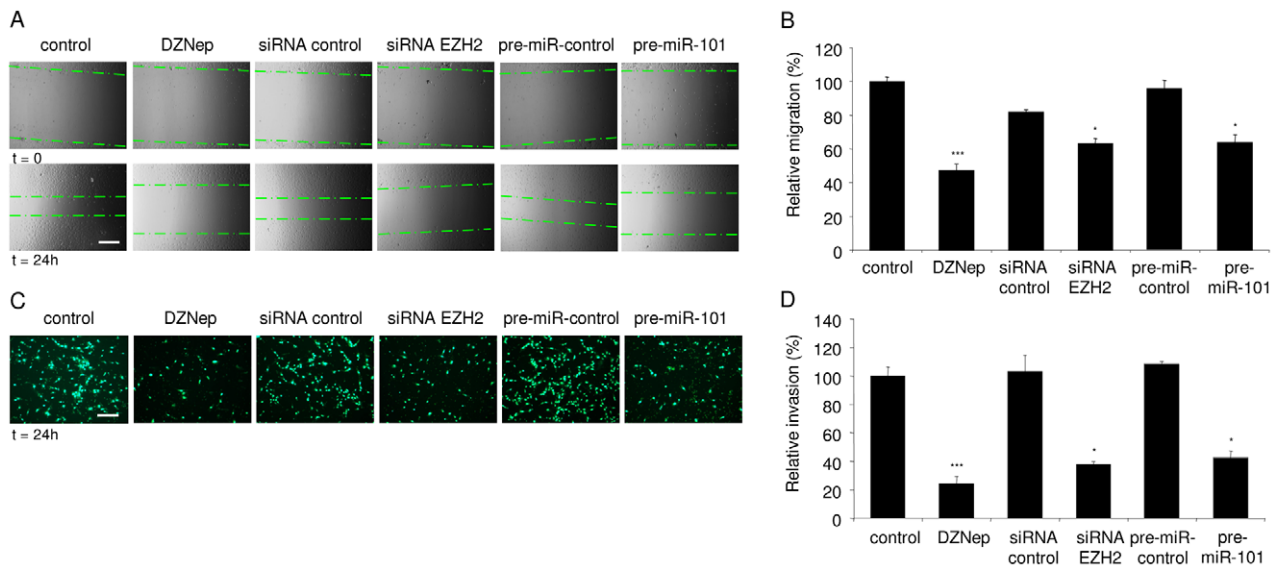 A
control DZNep siRNA control siRNA EZH2 pre-miR-control pre-miR-101
t = 0
t = 24h
B
Relative migration (%)
120
100
80
60
40
20
0
***
*
*
control DZNep siRNA control siRNA EZH2 pre-miR-control pre-miR-101
C
control DZNep siRNA control siRNA EZH2 pre-miR-control pre-miR-101
t = 24h
D
Relative invasion (%)
140
120
100
80
60
40
20
0
***
*
*
control DZNep siRNA control siRNA EZH2 pre-miR-control pre-miR-101